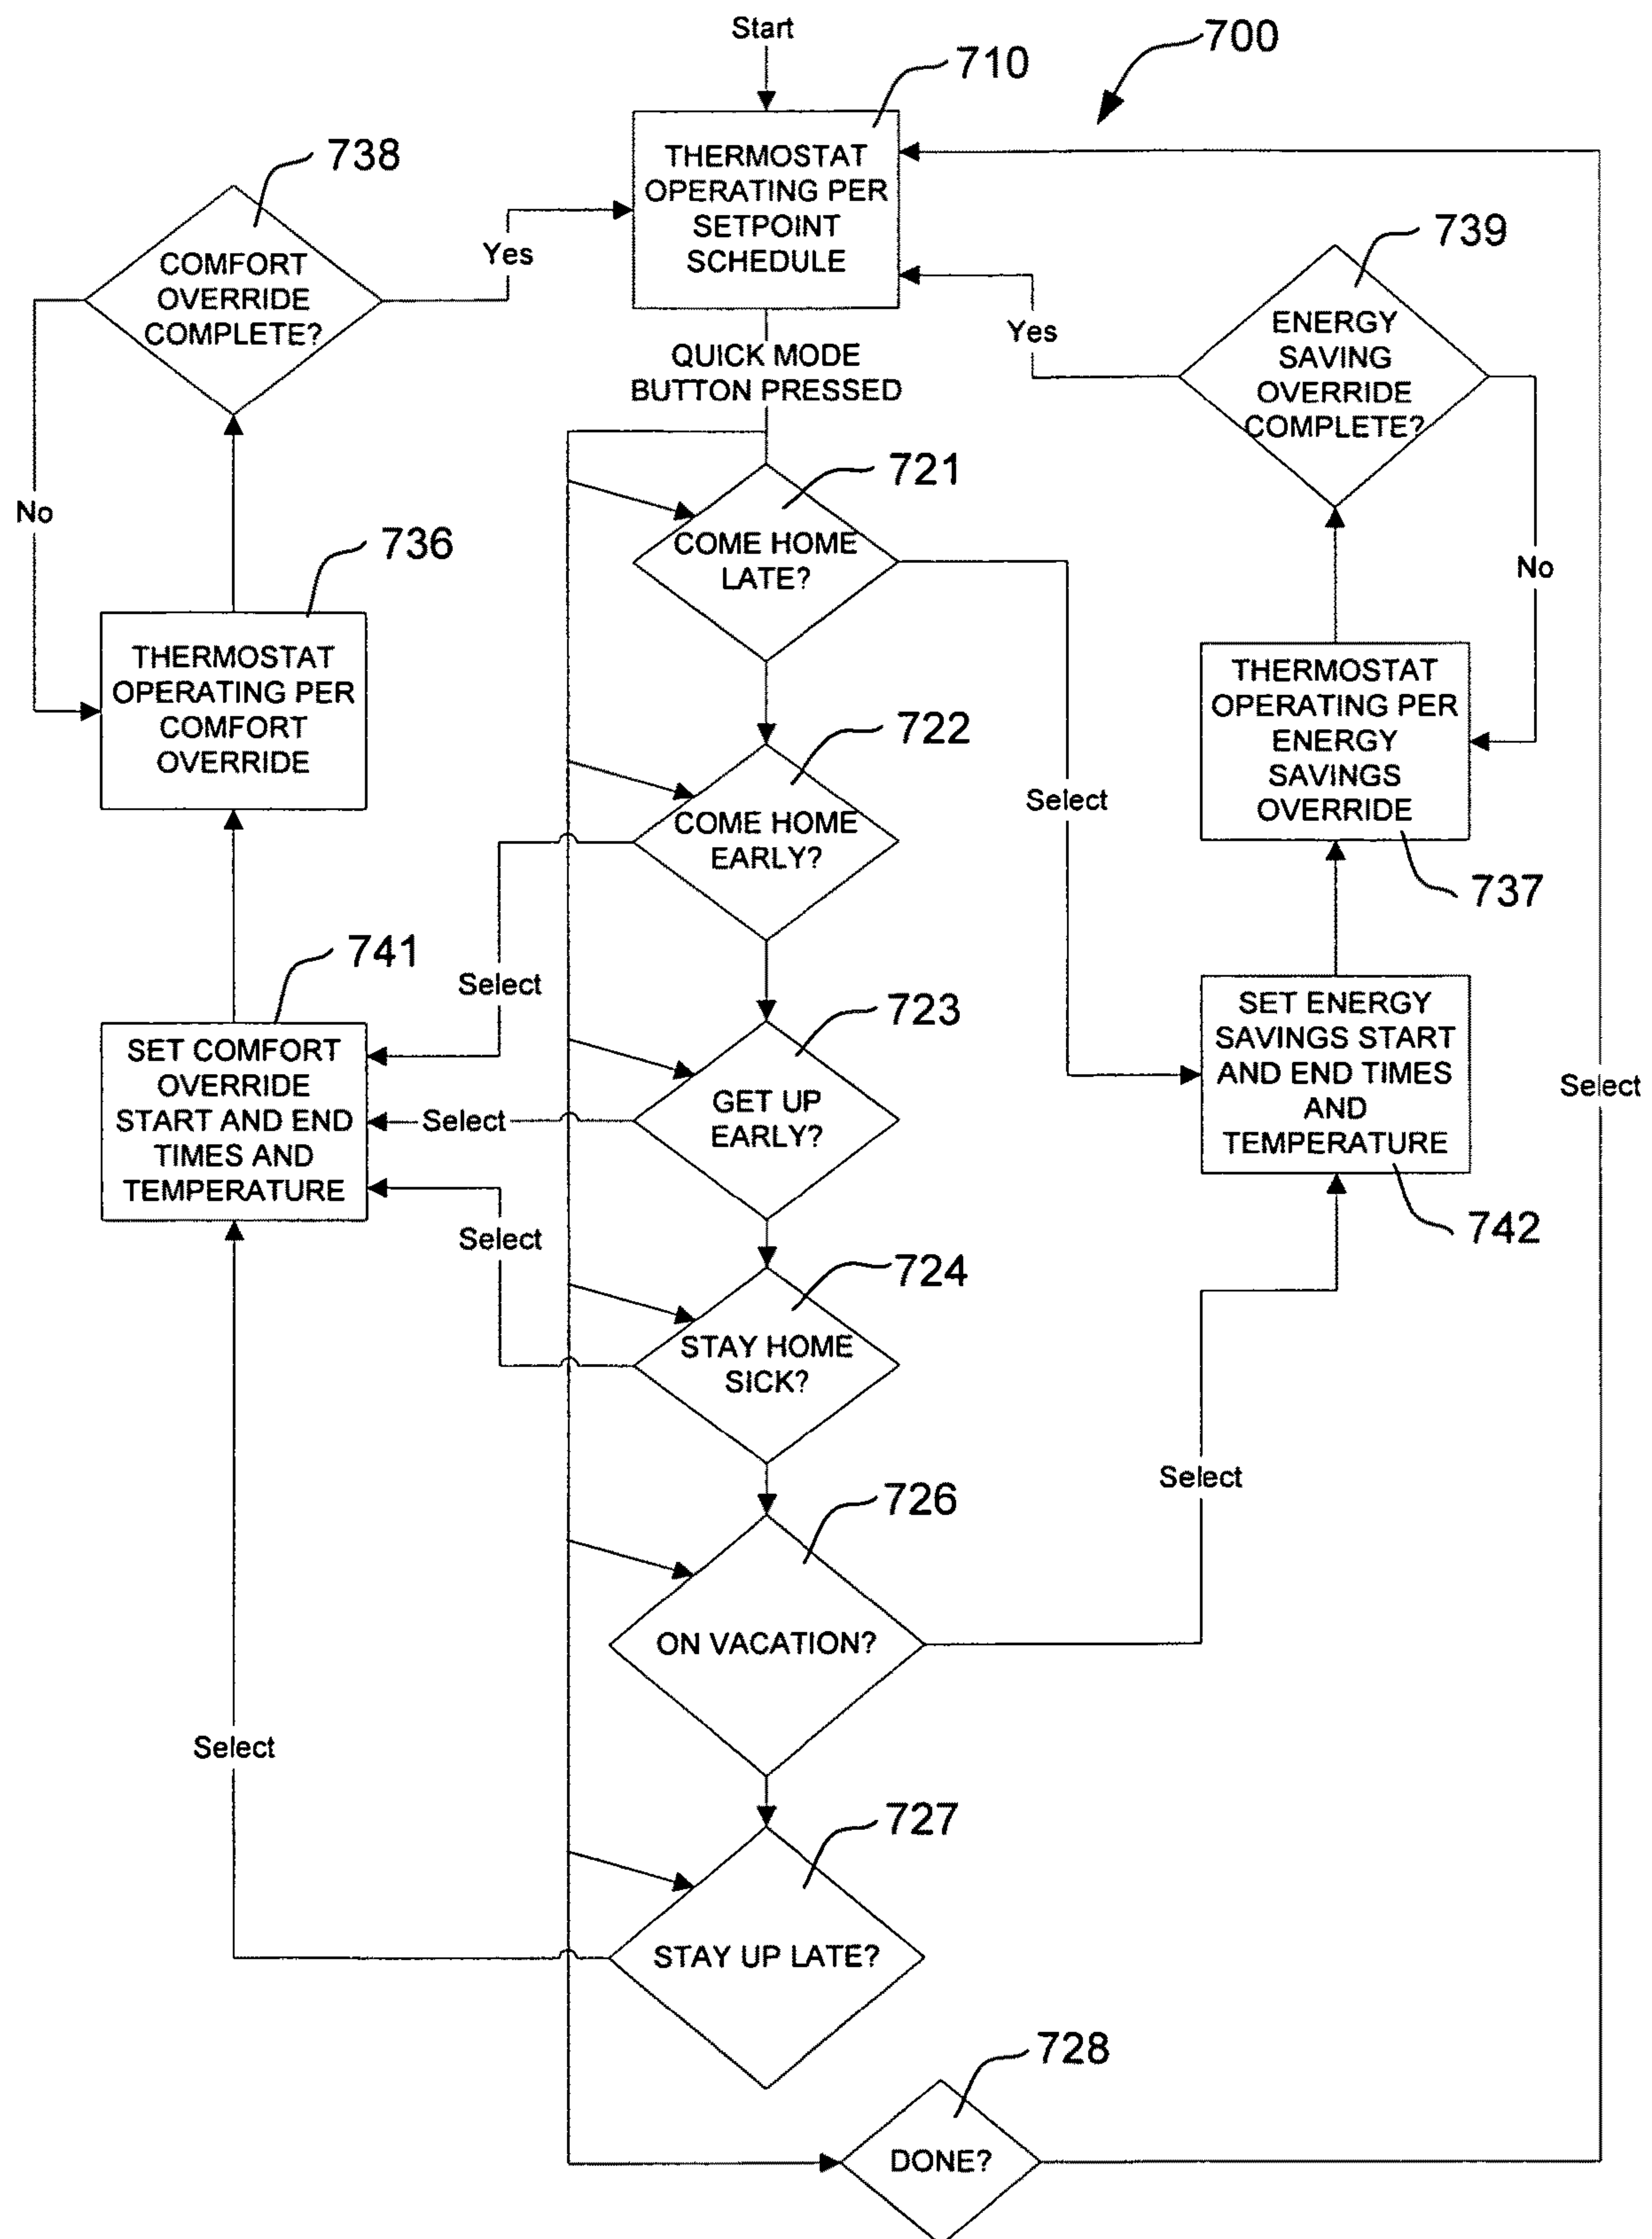 Start
700
710
THERMOSTAT
OPERATING PER
SETPOINT
SCHEDULE
738
COMFORT
OVERRIDE
COMPLETE?
Yes
No
739
ENERGY
SAVING
OVERRIDE
COMPLETE?
Yes
No
QUICK MODE
BUTTON PRESSED
721
COME HOME
LATE?
Select
736
THERMOSTAT
OPERATING PER
COMFORT
OVERRIDE
THERMOSTAT
OPERATING PER
ENERGY
SAVINGS
OVERRIDE
737
722
COME HOME
EARLY?
Select
741
SET COMFORT
OVERRIDE
START AND END
TIMES AND
TEMPERATURE
723
GET UP
EARLY?
Select
SET ENERGY
SAVINGS START
AND END TIMES
AND
TEMPERATURE
742
Select
724
STAY HOME
SICK?
Select
726
ON VACATION?
Select
727
STAY UP LATE?
Select
728
DONE?